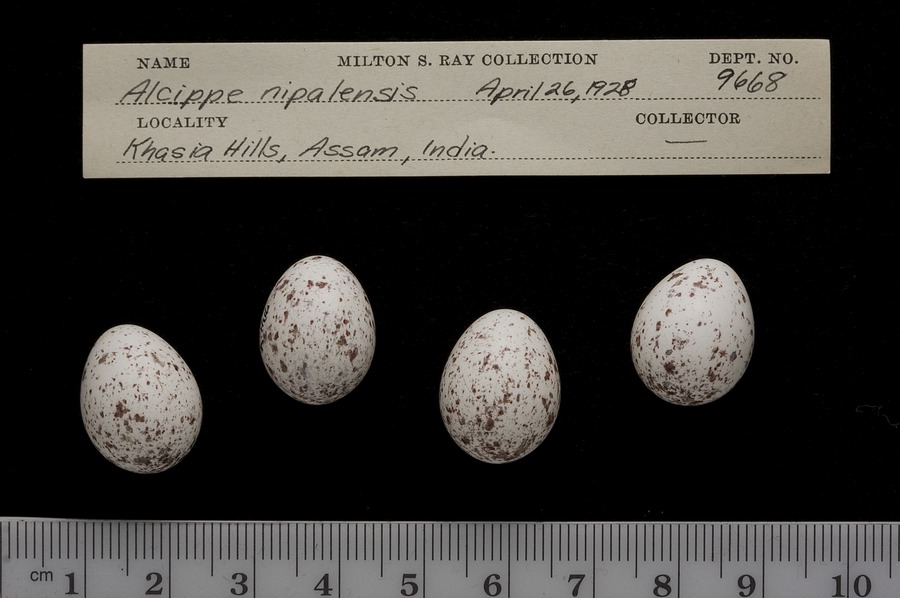 NAME MILTON S. RAY COLLECTION DEPT. NO.
Alcippe nipalensis April 26, 1928 9668
LOCALITY COLLECTOR
Khasia Hills, Assam, India. —
cm 1 2 3 4 5 6 7 8 9 10